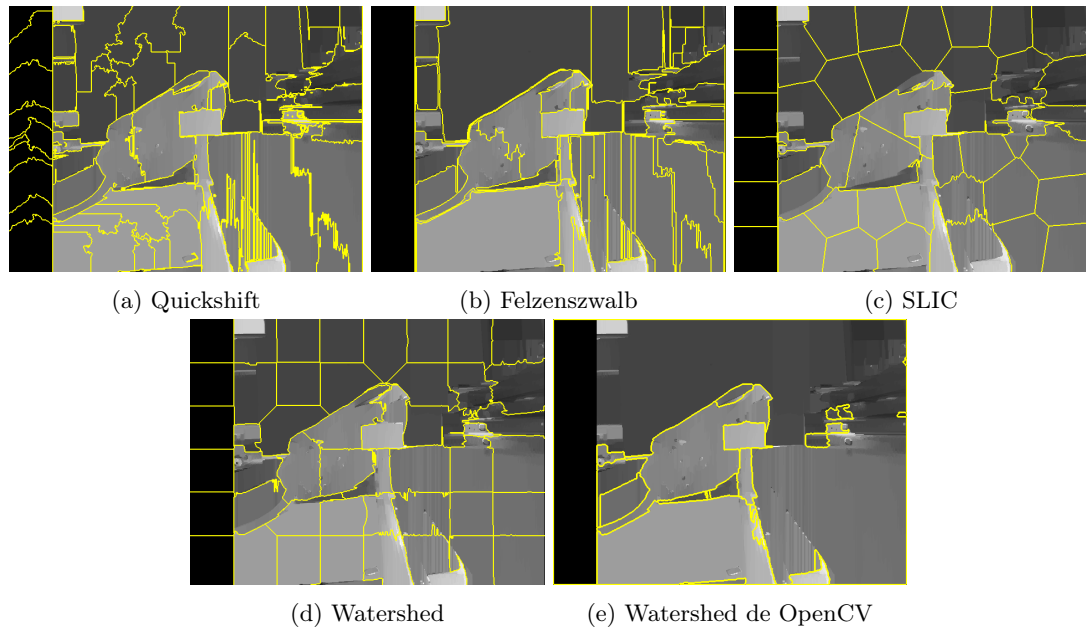 (a) Quickshift
(b) Felzenszwalb
(c) SLIC
(d) Watershed
(e) Watershed de OpenCV